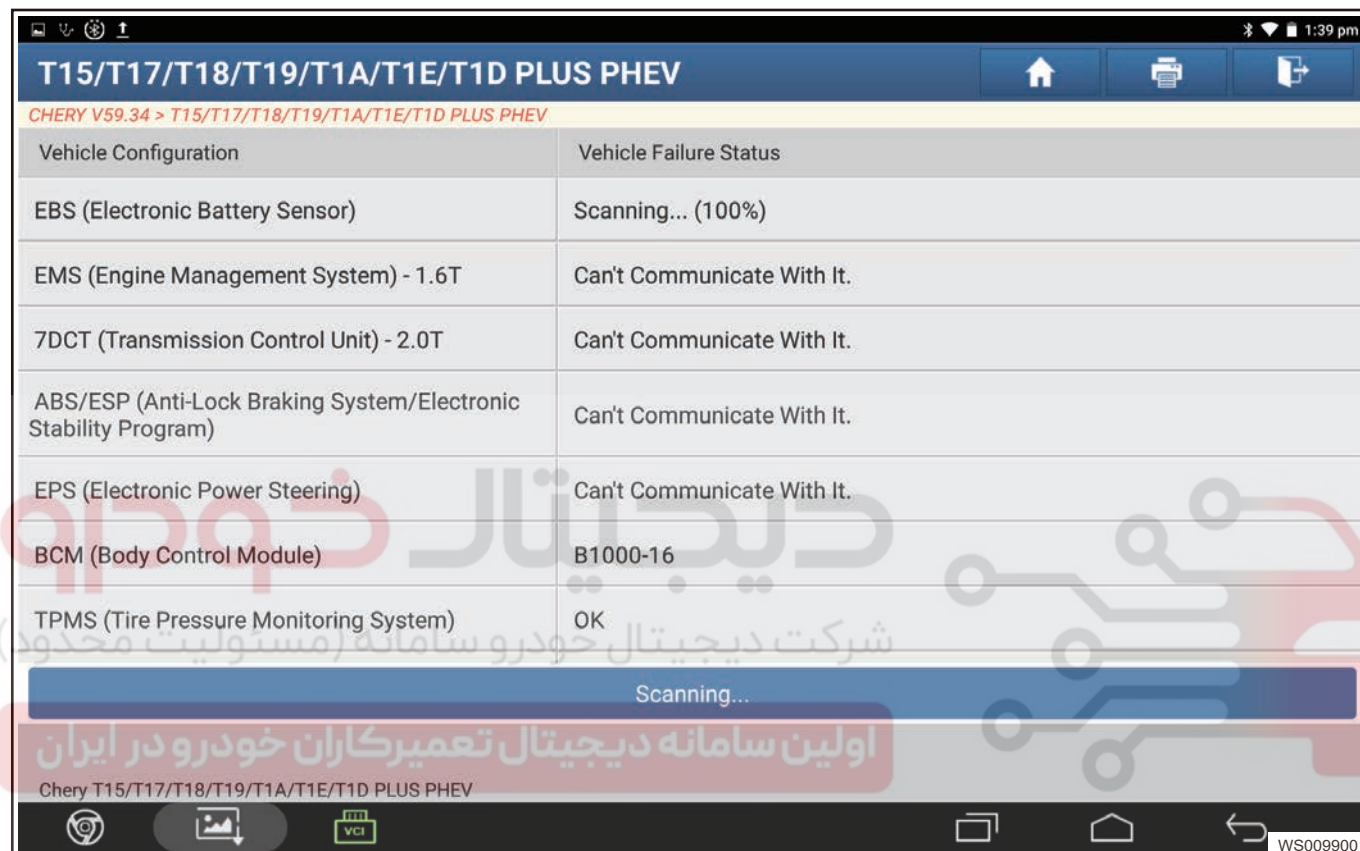 1:39 pm
T15/T17/T18/T19/T1A/T1E/T1D PLUS PHEV
CHERY V59.34 > T15/T17/T18/T19/T1A/T1E/T1D PLUS PHEV
Vehicle Configuration Vehicle Failure Status
EBS (Electronic Battery Sensor) Scanning... (100%)
EMS (Engine Management System) - 1.6T Can't Communicate With It.
7DCT (Transmission Control Unit) - 2.0T Can't Communicate With It.
ABS/ESP (Anti-Lock Braking System/Electronic
Stability Program) Can't Communicate With It.
EPS (Electronic Power Steering) Can't Communicate With It.
دیجیتال خودرو
BCM (Body Control Module) B1000-16
TPMS (Tire Pressure Monitoring System) OK
شرکت دیجیتال خودرو سامانه (مسئولیت محدود)
Scanning...
اولین سامانه دیجیتال تعمیرکاران خودرو در ایران
Chery T15/T17/T18/T19/T1A/T1E/T1D PLUS PHEV
VCI
WS009900